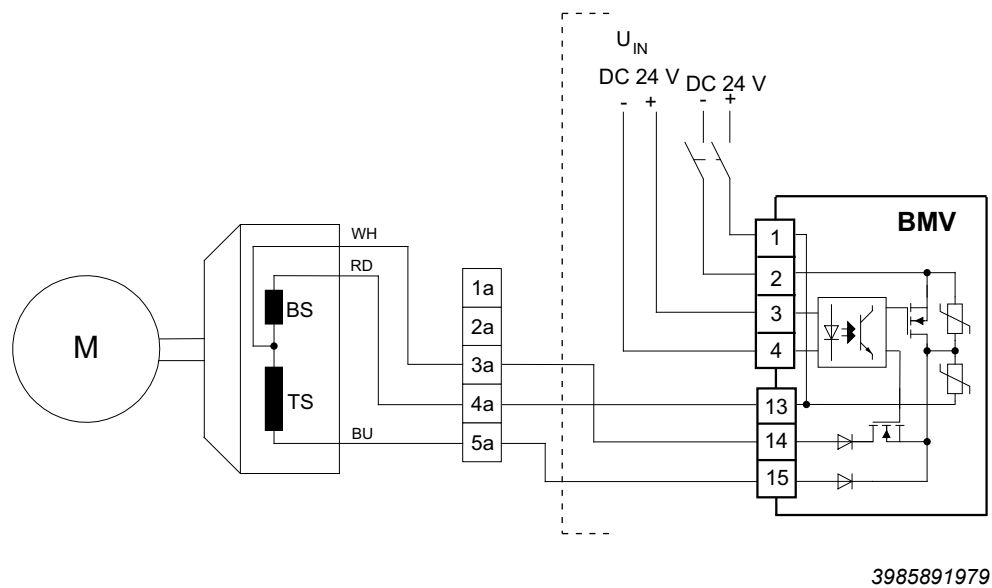 U_IN
DC 24 V
- +
DC 24 V
- +
BMV
1
2
3
4
13
14
15
WH
RD
BS
TS
BU
M
1a
2a
3a
4a
5a
3985891979